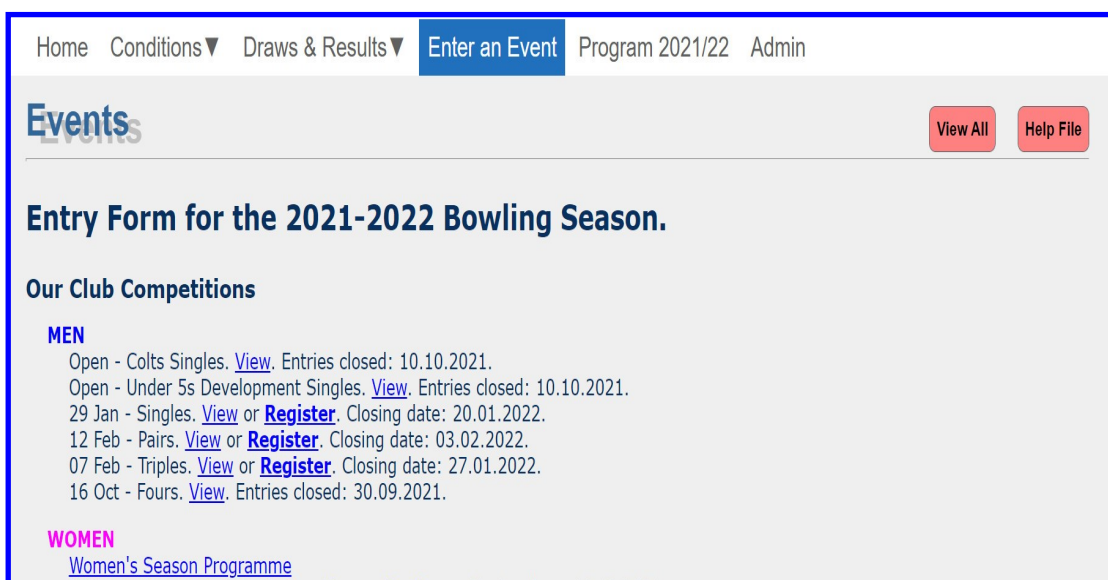 Home Conditions▼ Draws & Results▼ Enter an Event Program 2021/22 Admin
Events
View All Help File
Entry Form for the 2021-2022 Bowling Season.
Our Club Competitions
MEN
Open - Colts Singles. View. Entries closed: 10.10.2021.
Open - Under 5s Development Singles. View. Entries closed: 10.10.2021.
29 Jan - Singles. View or Register. Closing date: 20.01.2022.
12 Feb - Pairs. View or Register. Closing date: 03.02.2022.
07 Feb - Triples. View or Register. Closing date: 27.01.2022.
16 Oct - Fours. View. Entries closed: 30.09.2021.
WOMEN
Women's Season Programme